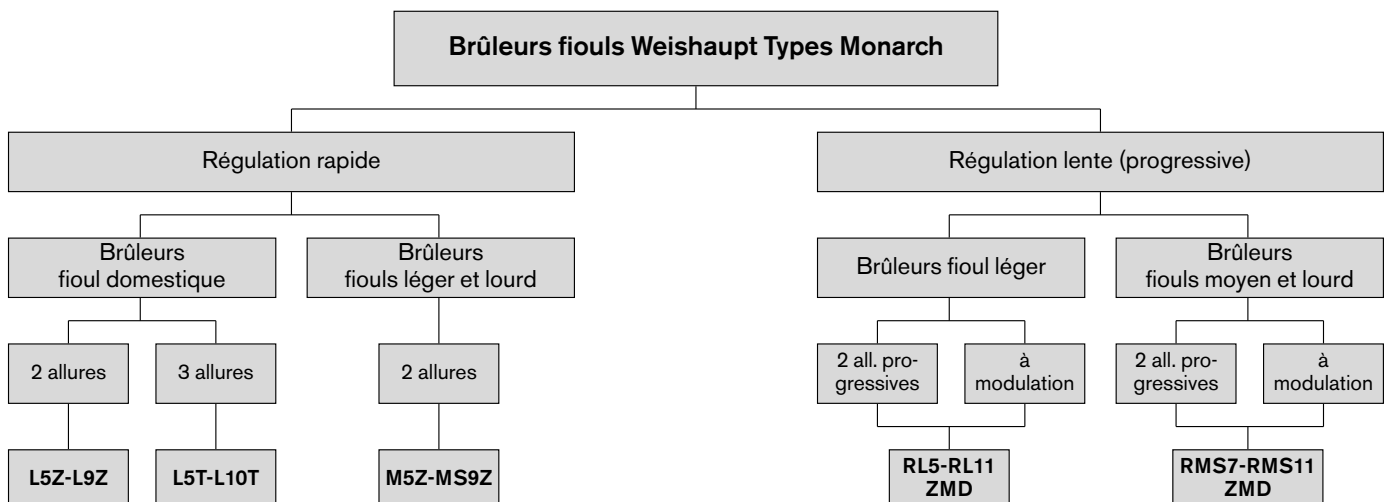 Brûleurs fiouls Weishaupt Types Monarch
Régulation rapide
Régulation lente (progressive)
Brûleurs
fioul domestique
Brûleurs
fiouls léger et lourd
Brûleurs fioul léger
Brûleurs
fiouls moyen et lourd
2 allures
3 allures
2 allures
2 all. pro-
gressives
à
modulation
2 all. pro-
gressives
à
modulation
L5Z-L9Z
L5T-L10T
M5Z-MS9Z
RL5-RL11
ZMD
RMS7-RMS11
ZMD